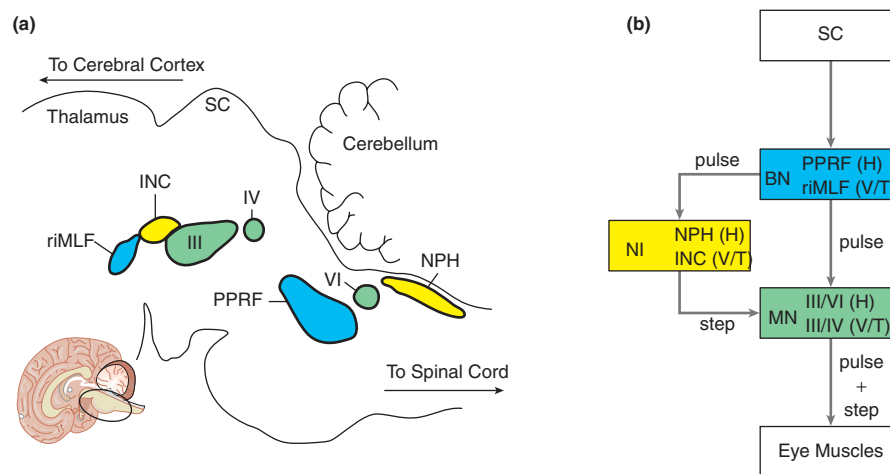 (a)
To Cerebral Cortex
Thalamus
SC
Cerebellum
INC
IV
riMLF
III
NPH
VI
PPRF
To Spinal Cord
(b)
SC
pulse
BN
PPRF (H)
riMLF (V/T)
NI
NPH (H)
INC (V/T)
pulse
step
MN
III/VI (H)
III/IV (V/T)
pulse
+
step
Eye Muscles